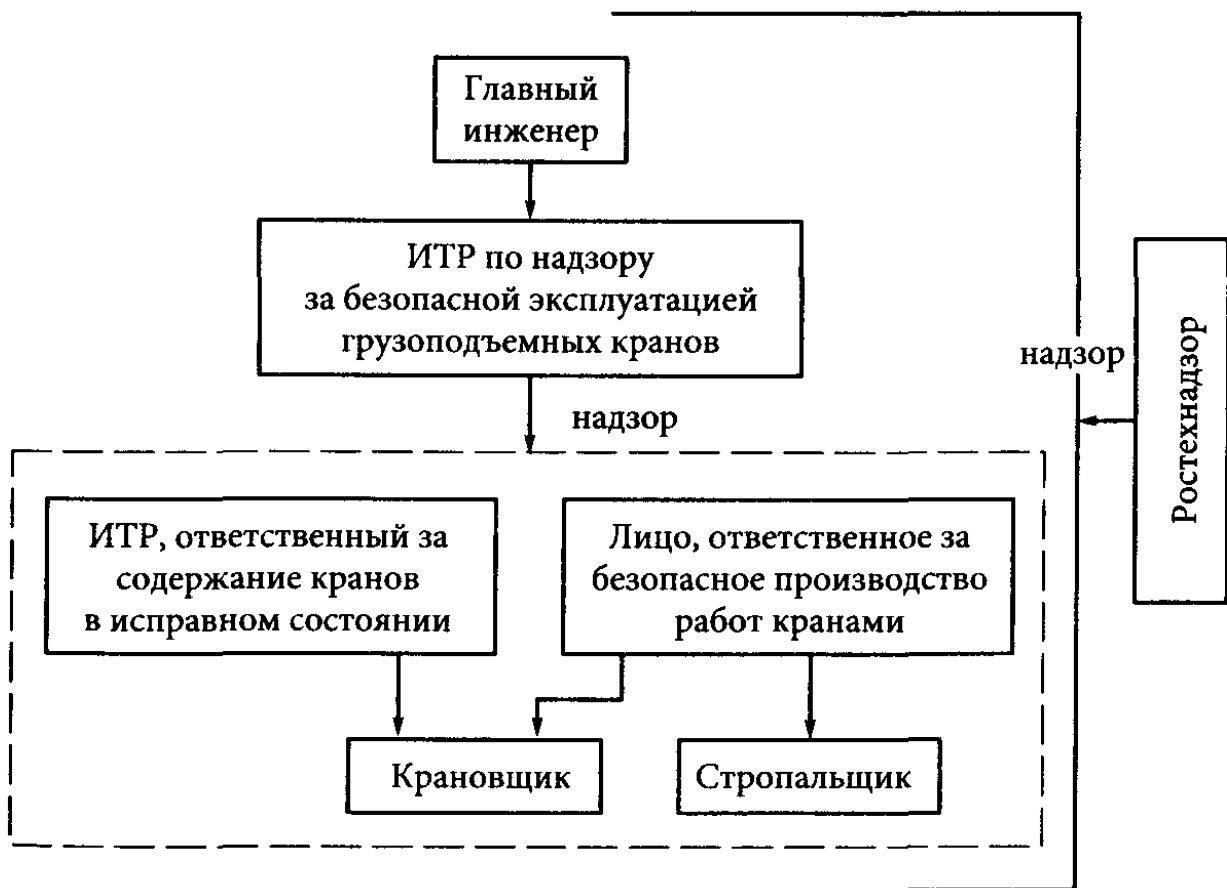 Главный
инженер
ИТР по надзору
за безопасной эксплуатацией
грузоподъемных кранов
надзор
надзор
Ростехнадзор
ИТР, ответственный за
содержание кранов
в исправном состоянии
Лицо, ответственное за
безопасное производство
работ кранами
Крановщик
Стропальщик